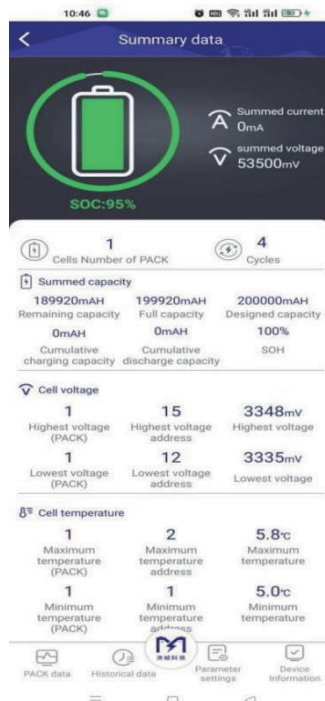 10:46
Summary data
Summed current
0mA
summed voltage
53500mV
SOC:95%
1
Cells Number of PACK
4
Cycles
Summed capacity
189920mAH 199920mAH 200000mAH
Remaining capacity Full capacity Designed capacity
0mAH 0mAH 100%
Cumulative charging capacity Cumulative discharge capacity SOH
Cell voltage
1 15 3348mv
Highest voltage (PACK) Highest voltage address Highest voltage
1 12 3335mv
Lowest voltage (PACK) Lowest voltage address Lowest voltage
Cell temperature
1 2 5.8℃
Maximum temperature (PACK) Maximum temperature address Maximum temperature
1 1 5.0℃
Minimum temperature (PACK) Minimum temperature address Minimum temperature
PACK data Historical data Parameter settings Device Information